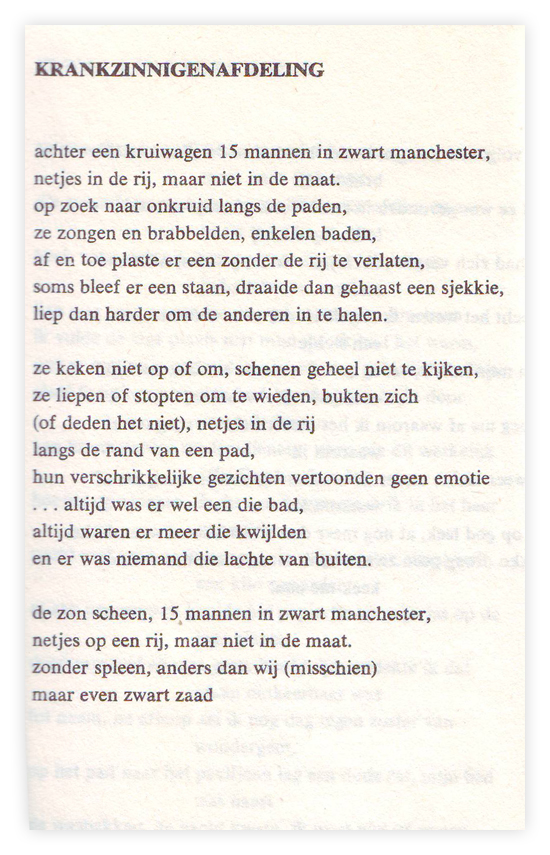 KRANKZINNIGENAFDELING
achter een kruiwagen 15 mannen in zwart manchester,
netjes in de rij, maar niet in de maat.
op zoek naar onkruid langs de paden,
ze zongen en brabbelden, enkelen baden,
af en toe plaste er een zonder de rij te verlaten,
soms bleef er een staan, draaide dan gehaast een sjekkie,
liep dan harder om de anderen in te halen.
ze keken niet op of om, schenen geheel niet te kijken,
ze liepen of stopten om te wieden, bukten zich
(of deden het niet), netjes in de rij
langs de rand van een pad,
hun verschrikkelijke gezichten vertoonden geen emotie
. . . altijd was er wel een die bad,
altijd waren er meer die kwijlden
en er was niemand die lachte van buiten.
de zon scheen, 15 mannen in zwart manchester,
netjes op een rij, maar niet in de maat.
zonder spleen, anders dan wij (misschien)
maar even zwart zaad